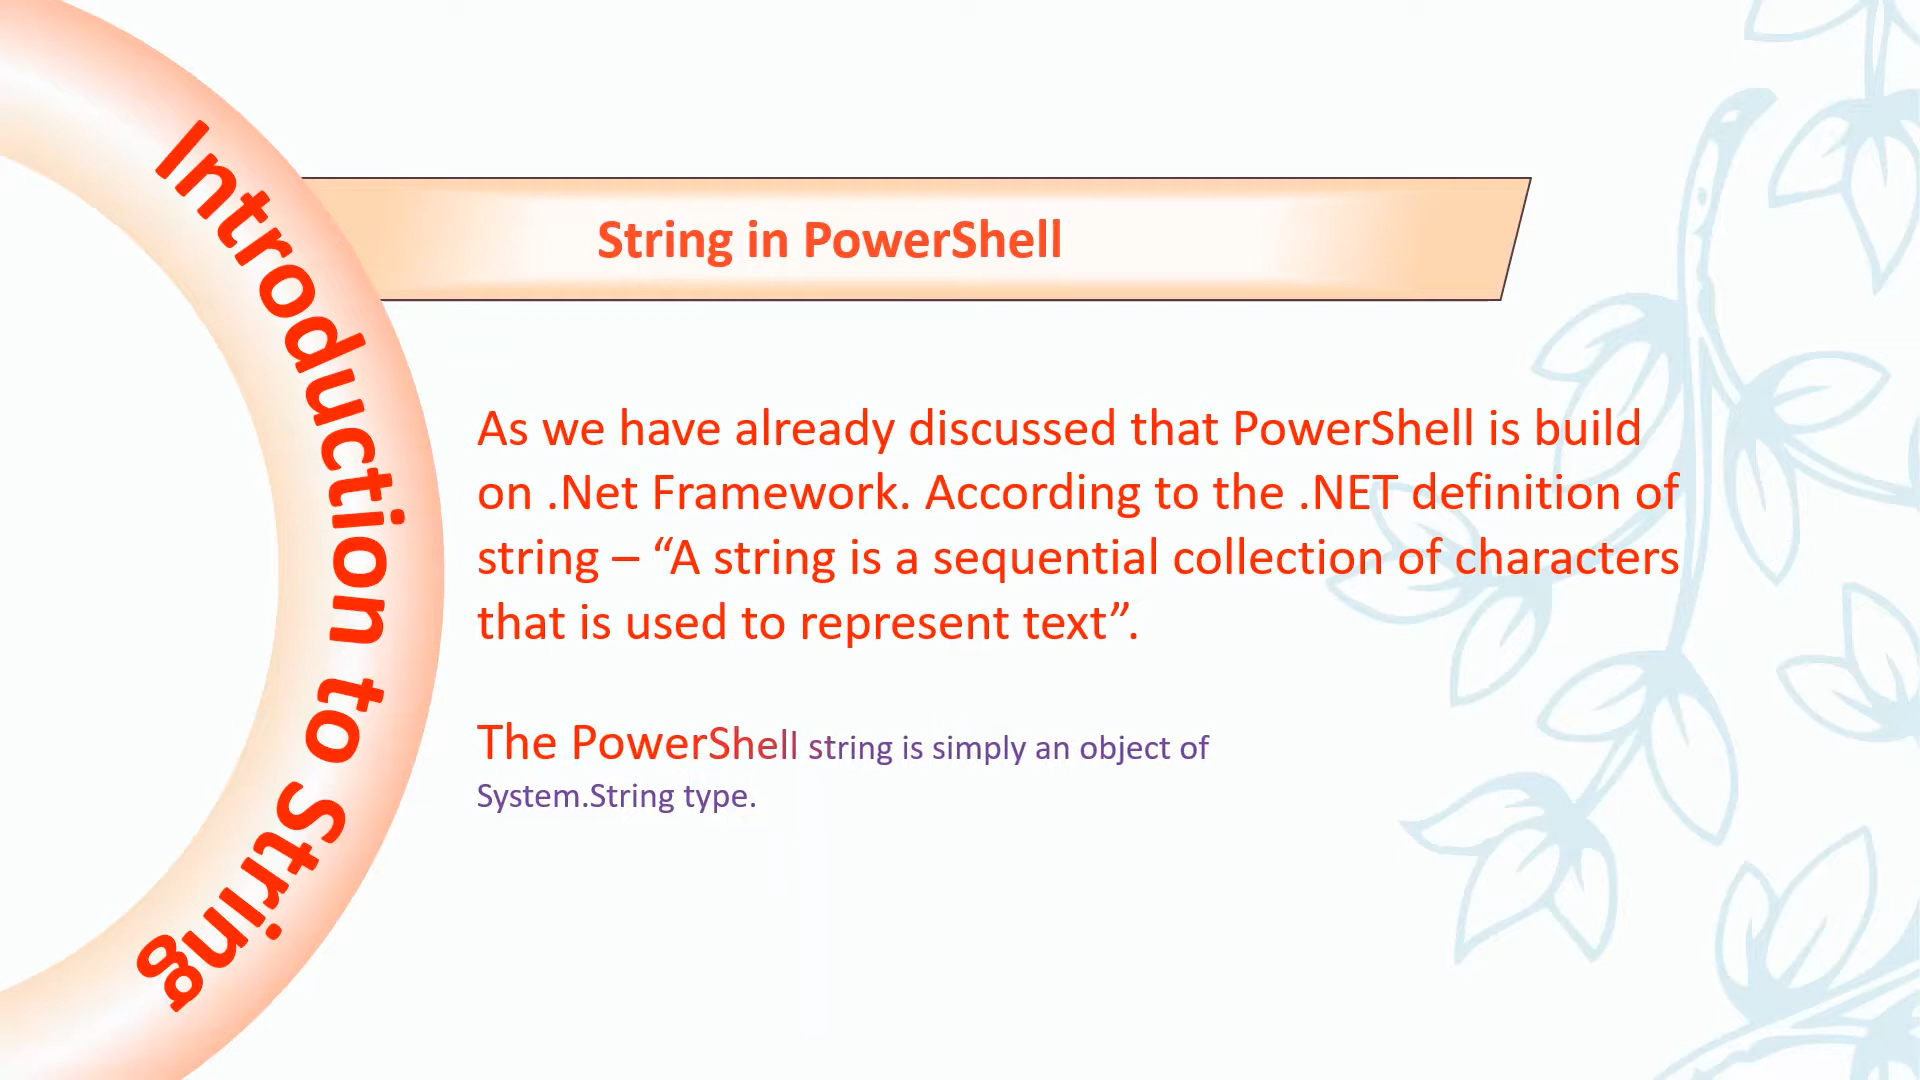 Introduction to String
String in PowerShell
As we have already discussed that PowerShell is build
on .Net Framework. According to the .NET definition of
string – “A string is a sequential collection of characters
that is used to represent text”.
The PowerShell string is simply an object of
System.String type.